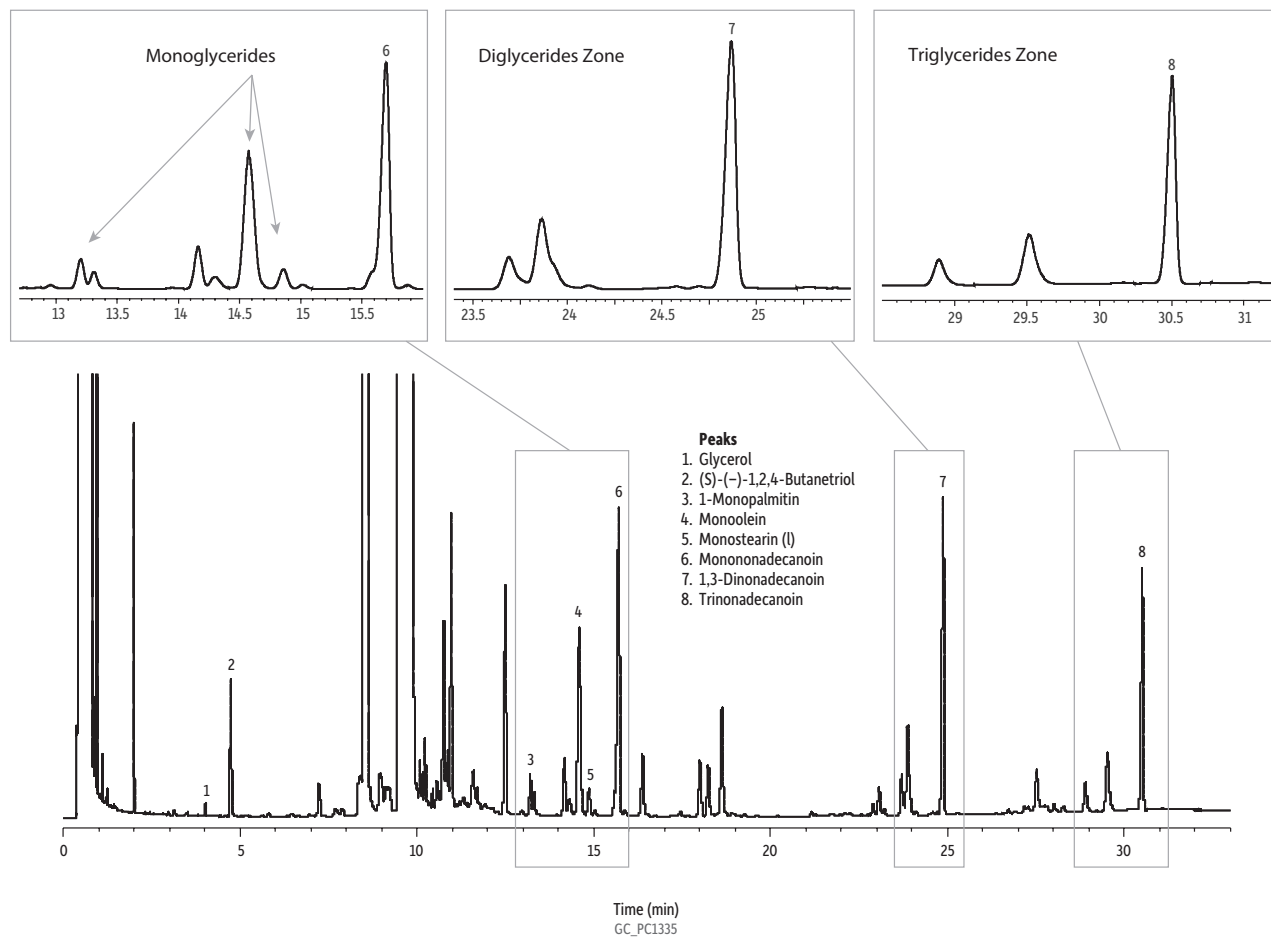 Monoglycerides
6
13 13.5 14 14.5 15 15.5
Diglycerides Zone
7
23.5 24 24.5 25
Triglycerides Zone
8
29 29.5 30 30.5 31
Peaks
1. Glycerol
2. (S)-(−)-1,2,4-Butanetriol
3. 1-Monopalmitin
4. Monoolein
5. Monostearin (l)
6. Monononadecanoin
7. 1,3-Dinonadecanoin
8. Trinonadecanoin
1
2
3
4
5
6
7
8
0 5 10 15 20 25 30
Time (min)
GC_PC1335